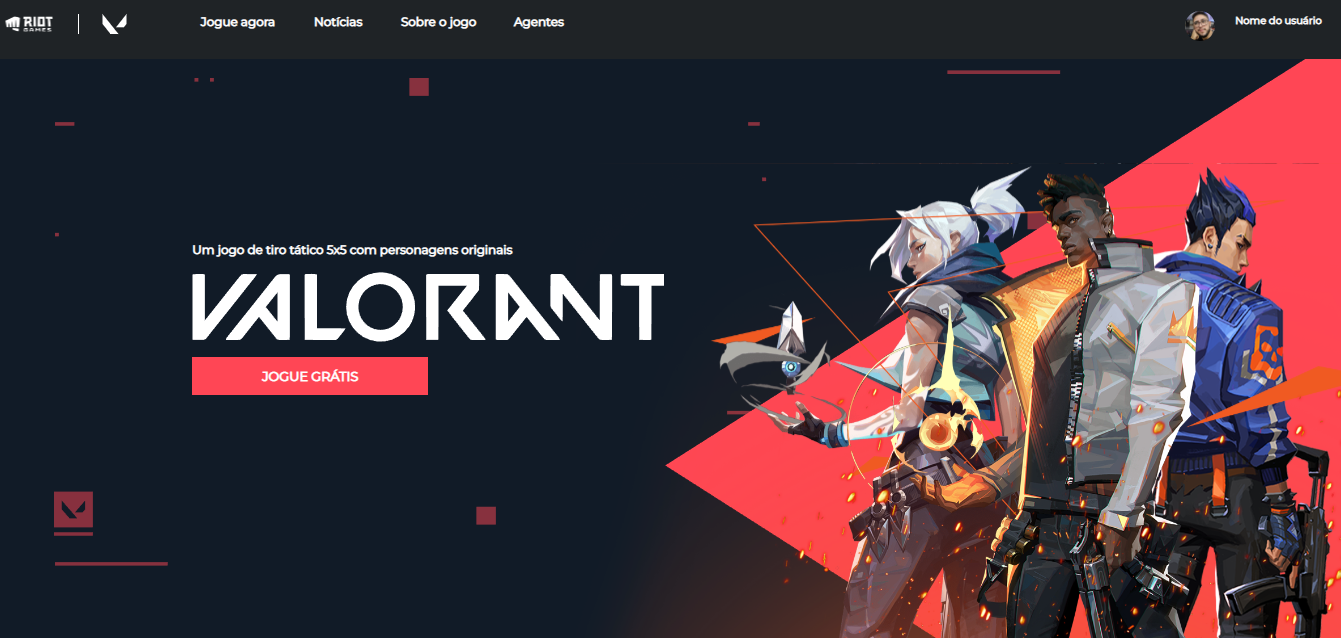 RIOT
GAMES
Jogue agora
Notícias
Sobre o jogo
Agentes
Nome do usuário
Um jogo de tiro tático 5x5 com personagens originais
VALORANT
JOGUE GRÁTIS